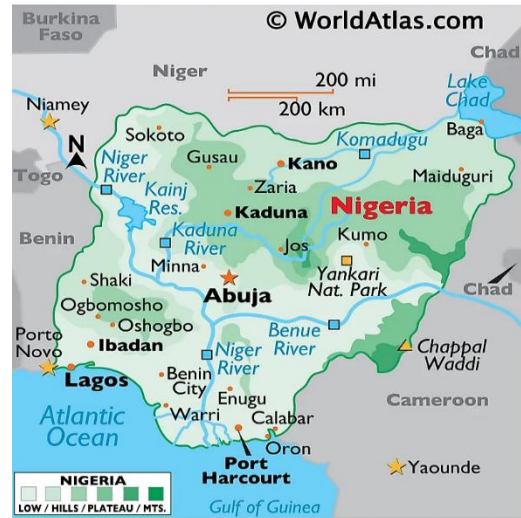 © WorldAtlas.com
Burkina
Faso
Niger
Chad
200 mi
200 km
Lake
Chad
Niamey
N
Sokoto
Komadugu
Baga
Togo
Niger
River
Gusau
Kano
Kainj
Res.
Zaria
Maiduguri
Kaduna
Nigeria
Kaduna
River
Benin
Jos
Kumo
Minna
Yankari
Nat. Park
Shaki
Abuja
Chad
Ogbomosho
Oshogbo
Benue
River
Porto
Novo
Ibadan
Niger
River
Chappal
Waddi
Lagos
Benin
City
Enugu
Cameroon
Atlantic
Ocean
Warri
Calabar
Oron
Port
Harcourt
Yaounde
NIGERIA
LOW / HILLS / PLATEAU / MTS.
Gulf of Guinea